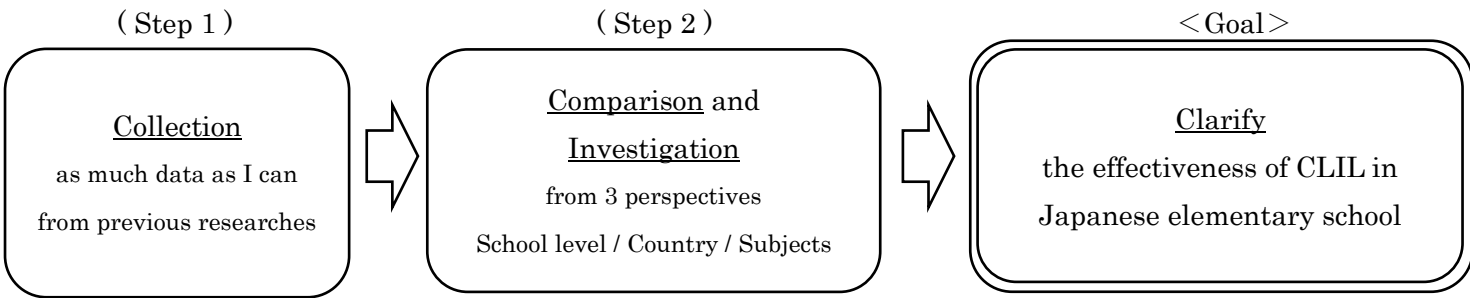 ( Step 1 )
Collection
as much data as I can
from previous researches
( Step 2 )
Comparison and
Investigation
from 3 perspectives
School level / Country / Subjects
＜Goal＞
Clarify
the effectiveness of CLIL in
Japanese elementary school